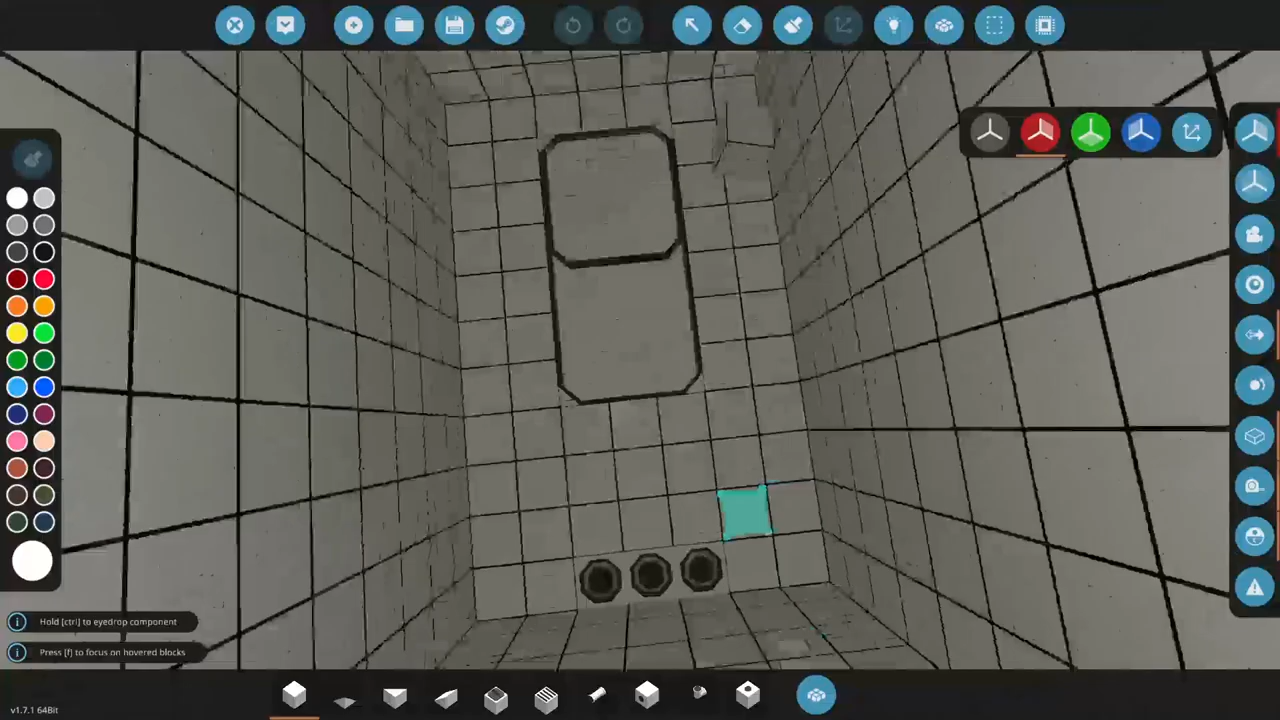 Hold [ctrl] to eyedrop component
Press [f] to focus on hovered blocks
v1.7.1 64Bit